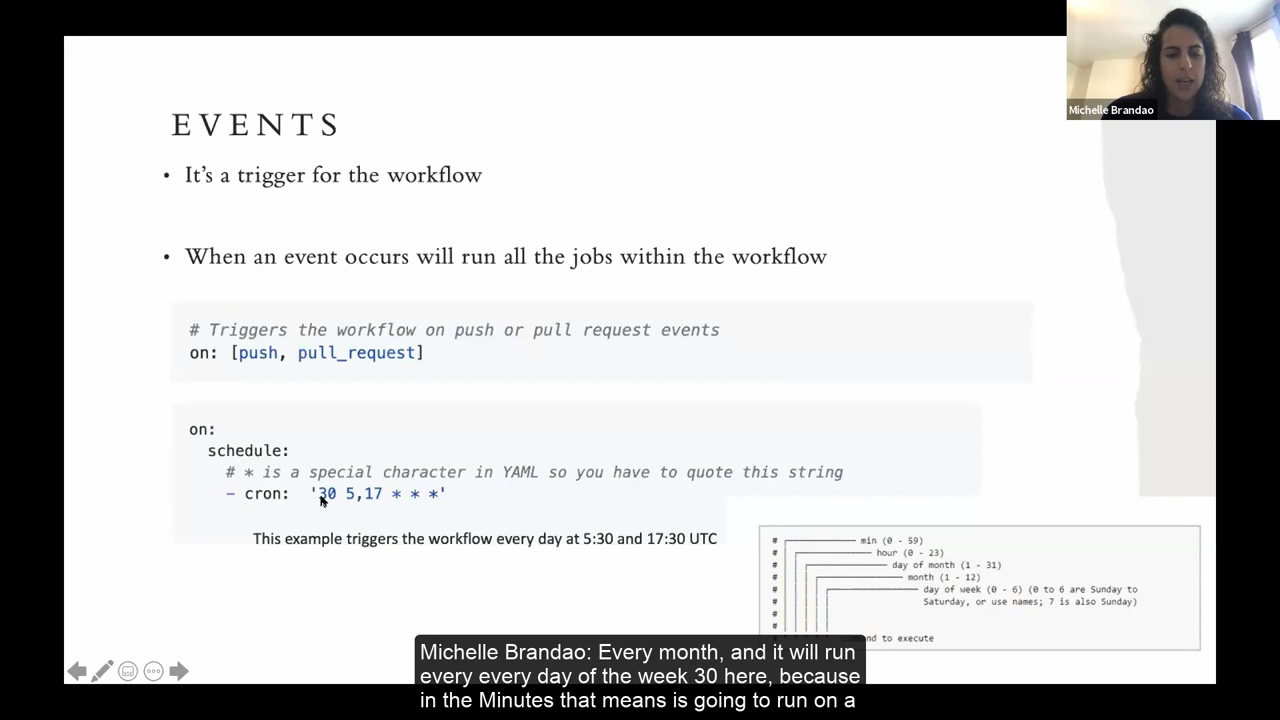 Michelle Brandao
EVENTS
• It's a trigger for the workflow
• When an event occurs will run all the jobs within the workflow
# Triggers the workflow on push or pull request events
on: [push, pull_request]
on:
schedule:
# * is a special character in YAML so you have to quote this string
- cron: '30 5,17 * * *'
This example triggers the workflow every day at 5:30 and 17:30 UTC
# min (0 - 59)
# hour (0 - 23)
# day of month (1 - 31)
# month (1 - 12)
# day of week (0 - 6) (0 to 6 are Sunday to
# Saturday, or use names; 7 is also Sunday)
#
#
# to execute
Michelle Brandao: Every month, and it will run
every every day of the week 30 here, because
in the Minutes that means is going to run on a